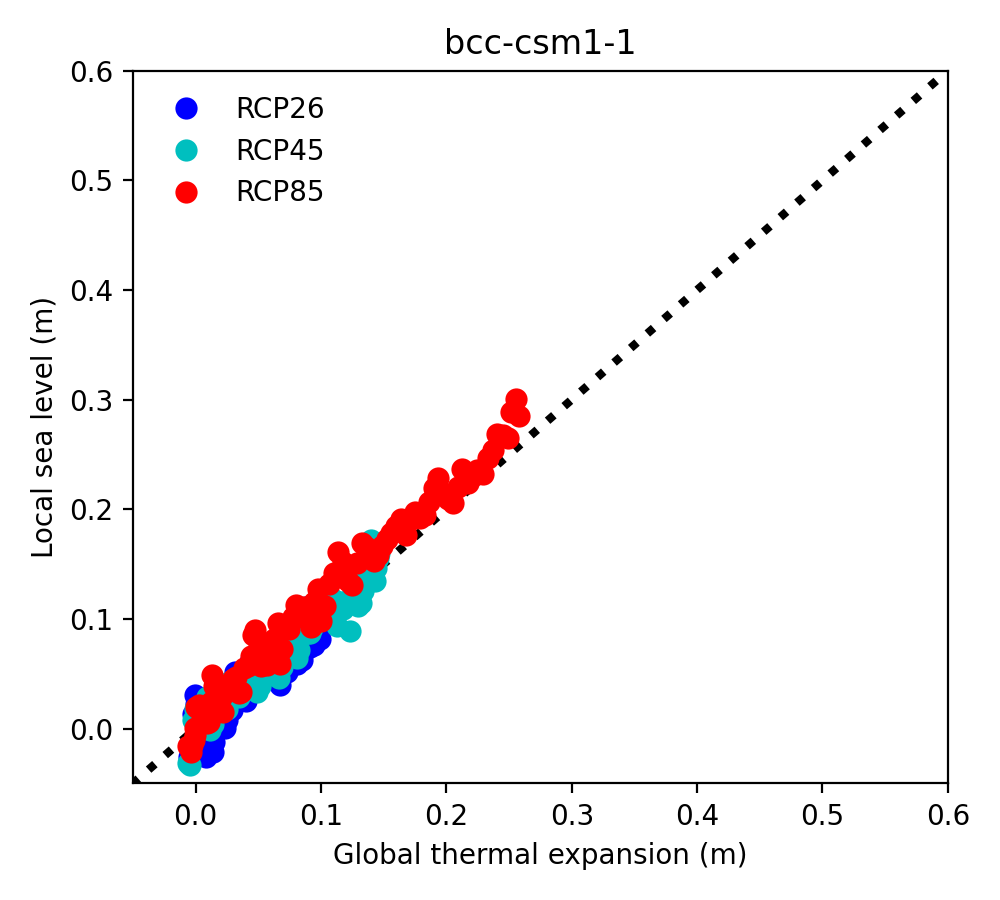 bcc-csm1-1
RCP26
RCP45
RCP85
0.6
0.5
0.4
0.3
0.2
0.1
0.0
Local sea level (m)
0.0 0.1 0.2 0.3 0.4 0.5 0.6
Global thermal expansion (m)